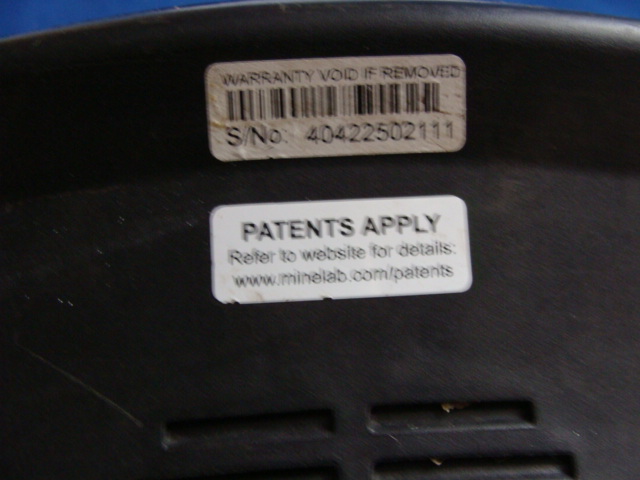 WARRANTY VOID IF REMOVED
S/No: 40422502111
PATENTS APPLY
Refer to website for details:
www.minelab.com/patents